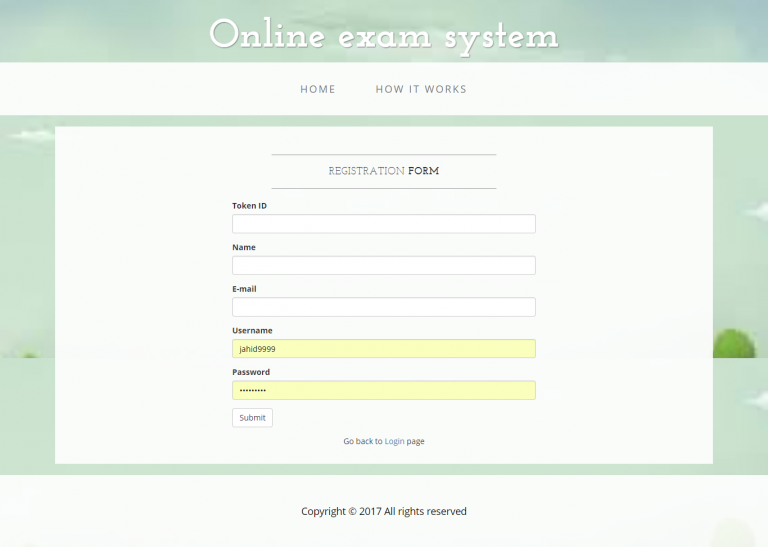 Online exam system
HOME HOW IT WORKS
REGISTRATION FORM
Token ID
Name
E-mail
Username
jahid9999
Password
•••••••••
Submit
Go back to Login page
Copyright © 2017 All rights reserved